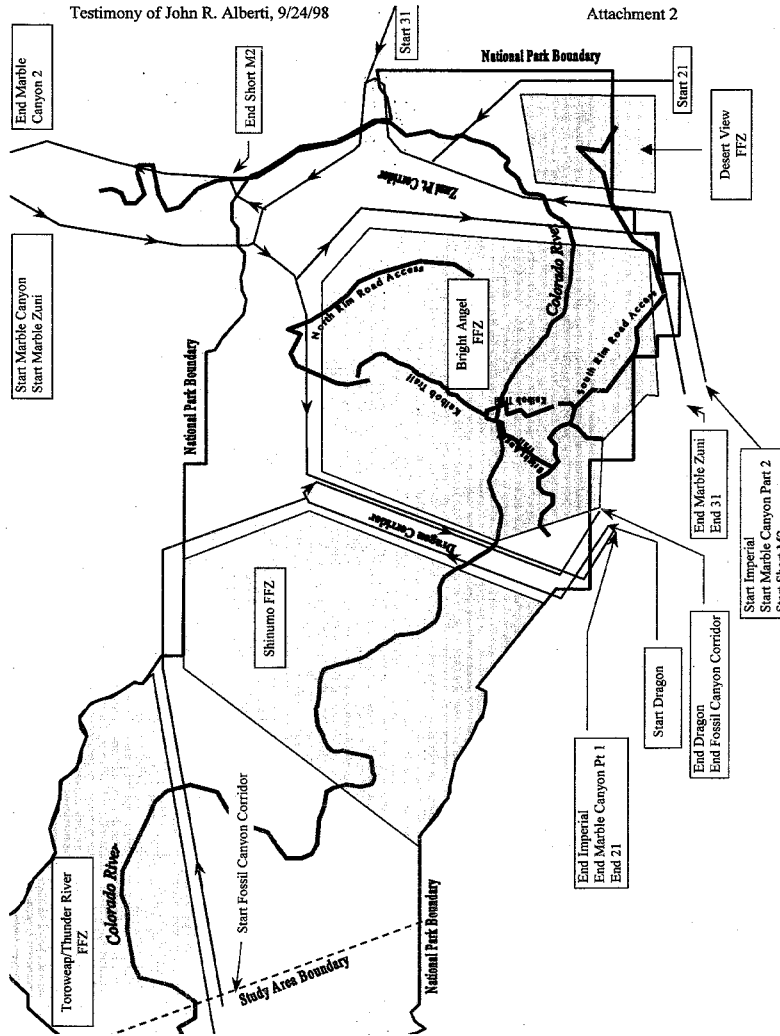 Testimony of John R. Alberti, 9/24/98
Attachment 2
End Marble
Canyon 2
End Short M2
Start 31
National Park Boundary
Start 21
Desert View
FFZ
Start Marble Canyon
Start Marble Zuni
Zuni Pt. Corridor
National Park Boundary
North Rim Road Access
Bright Angel
FFZ
Colorado River
Kaibob Trail
Kaibob Trail
South Rim Road Access
End Marble Zuni
End 31
Start Imperial
Start Marble Canyon Part 2
Dragon Corridor
Shinumo FFZ
Start Dragon
End Dragon
End Fossil Canyon Corridor
End Imperial
End Marble Canyon Pt 1
End 21
Toroweap/Thunder River
FFZ
Colorado River
Start Fossil Canyon Corridor
Study Area Boundary
National Park Boundary